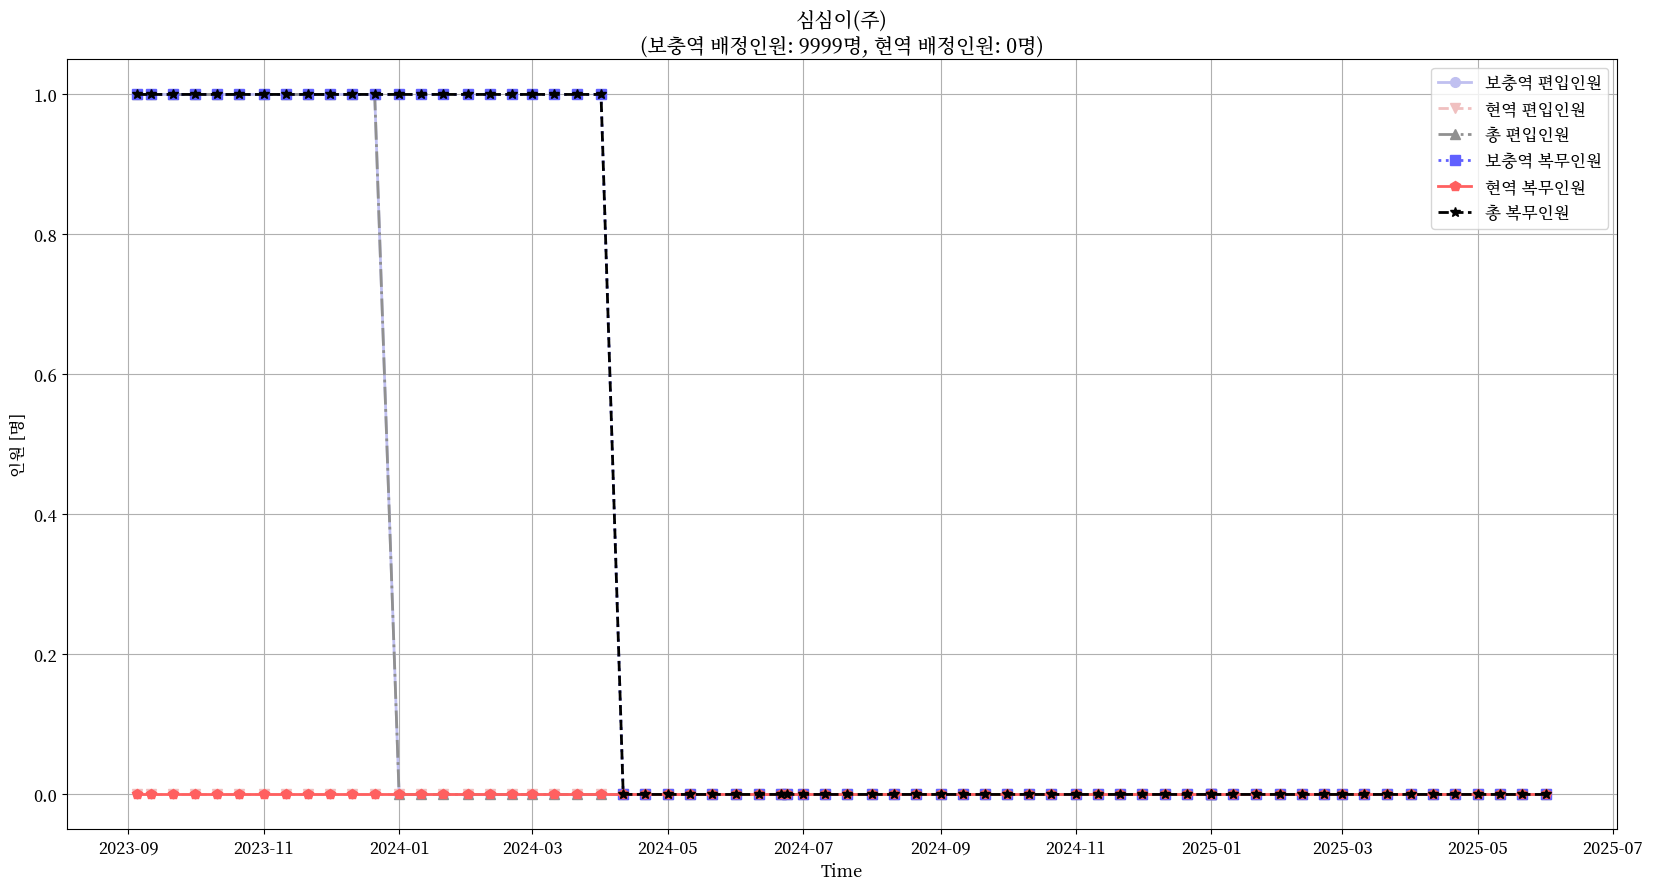 심심이(주)
(보충역 배정인원: 9999명, 현역 배정인원: 0명)
보충역 편입인원
현역 편입인원
총 편입인원
보충역 복무인원
현역 복무인원
총 복무인원
인원 [명]
1.0
0.8
0.6
0.4
0.2
0.0
2023-09 2023-11 2024-01 2024-03 2024-05 2024-07 2024-09 2024-11 2025-01 2025-03 2025-05 2025-07
Time